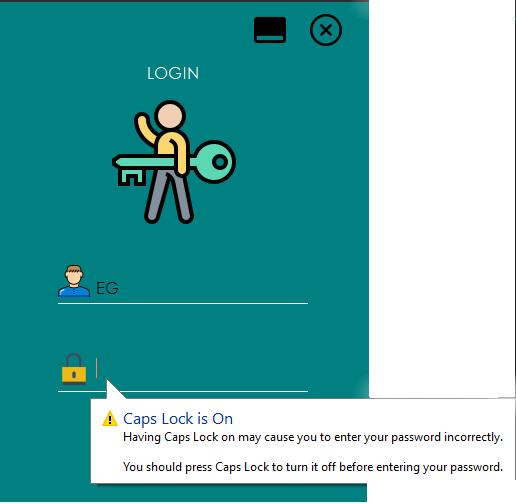 LOGIN
EG
Caps Lock is On
Having Caps Lock on may cause you to enter your password incorrectly.
You should press Caps Lock to turn it off before entering your password.